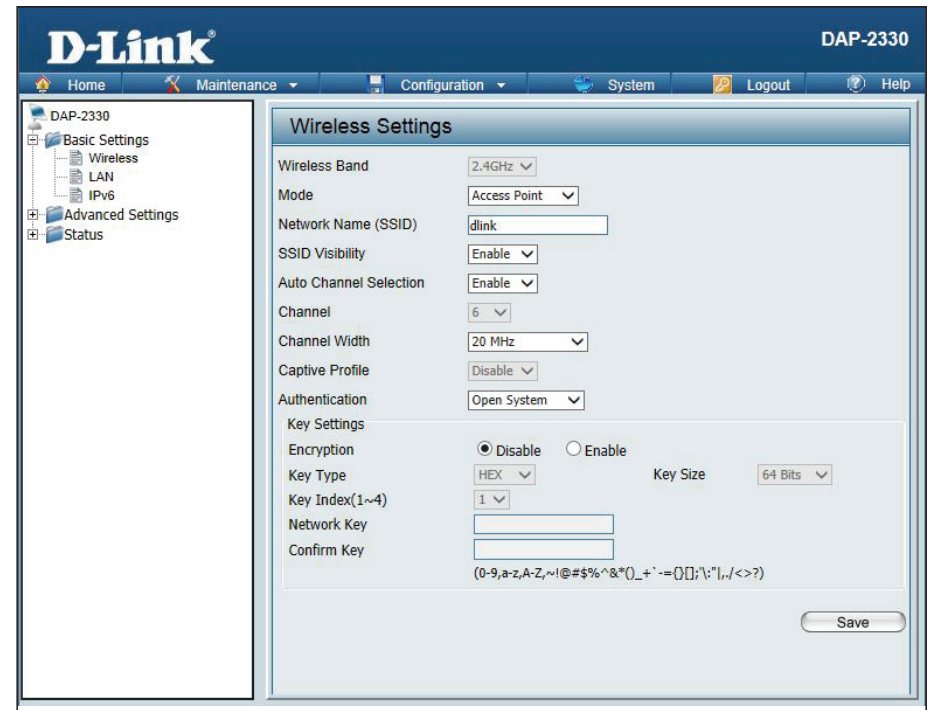 D-Link®
DAP-2330
Home Maintenance Configuration System Logout Help
DAP-2330
Basic Settings
Wireless
LAN
IPv6
Advanced Settings
Status
Wireless Settings
Wireless Band 2.4GHz
Mode Access Point
Network Name (SSID) dlink
SSID Visibility Enable
Auto Channel Selection Enable
Channel 6
Channel Width 20 MHz
Captive Profile Disable
Authentication Open System
Key Settings
Encryption Disable Enable
Key Type HEX Key Size 64 Bits
Key Index(1~4) 1
Network Key
Confirm Key
(0-9,a-z,A-Z,~!@#$%^&*()_+`-={}[];'\:"|,./<>?)
Save